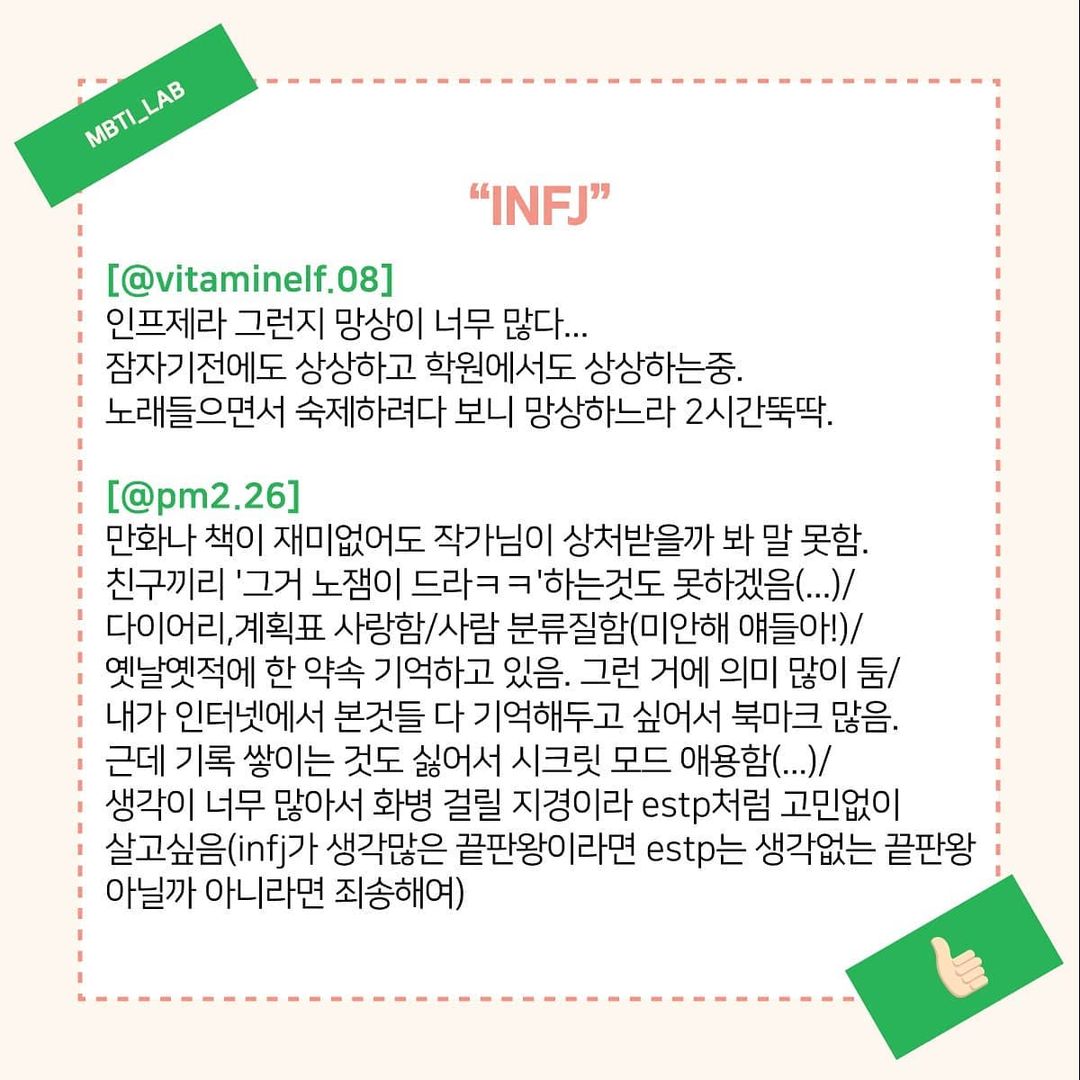 MBTI_LAB
“INFJ”
[@vitaminelf.08]
인프제라 그런지 망상이 너무 많다...
잠자기전에도 상상하고 학원에서도 상상하는중.
노래들으면서 숙제하려다 보니 망상하느라 2시간뚝딱.
[@pm2.26]
만화나 책이 재미없어도 작가님이 상처받을까 봐 말 못함.
친구끼리 '그거 노잼이 드라ㅋㅋ'하는것도 못하겠음(...)/
다이어리,계획표 사랑함/사람 분류질함(미안해 얘들아!)/
옛날옛적에 한 약속 기억하고 있음. 그런 거에 의미 많이 둠/
내가 인터넷에서 본것들 다 기억해두고 싶어서 북마크 많음.
근데 기록 쌓이는 것도 싫어서 시크릿 모드 애용함(...)/
생각이 너무 많아서 화병 걸릴 지경이라 estp처럼 고민없이
살고싶음(infj가 생각많은 끝판왕이라면 estp는 생각없는 끝판왕
아닐까 아니라면 죄송해여)